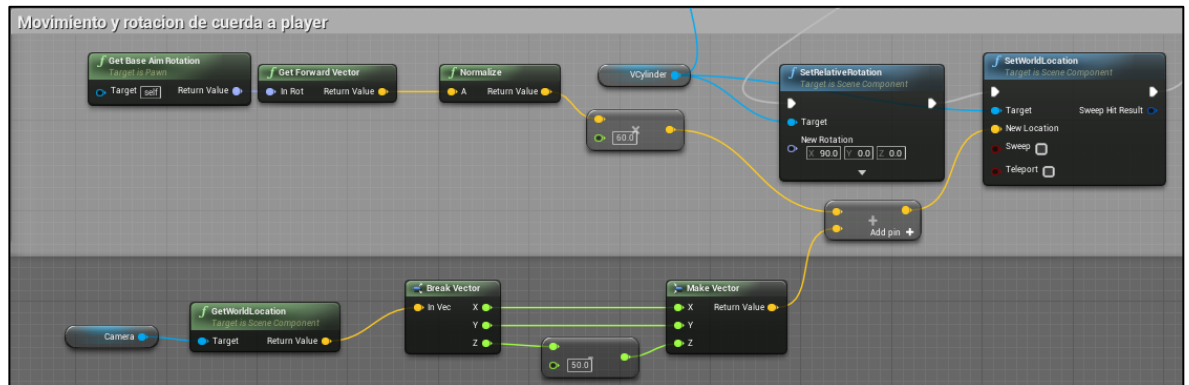 Movimiento y rotacion de cuerda a player
Get Base Aim Rotation
Target is Pawn
Target self Return Value
Get Forward Vector
In Rot Return Value
Normalize
A Return Value
60.0
VCylinder
SetRelativeRotation
Target is Scene Component
Target
New Rotation
X 90.0 Y 0.0 Z 0.0
SetWorldLocation
Target is Scene Component
Target Sweep Hit Result
New Location
Sweep
Teleport
+
Add pin +
Camera
GetWorldLocation
Target is Scene Component
Target Return Value
Break Vector
In Vec X
Y
Z
50.0
Make Vector
X Return Value
Y
Z